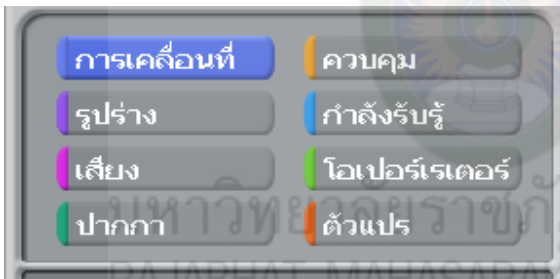 การเคลื่อนที่ ควบคุม
รูปร่าง กำลังรับรู้
เสียง โอเปอร์เรเตอร์
ปากกา ตัวแปร